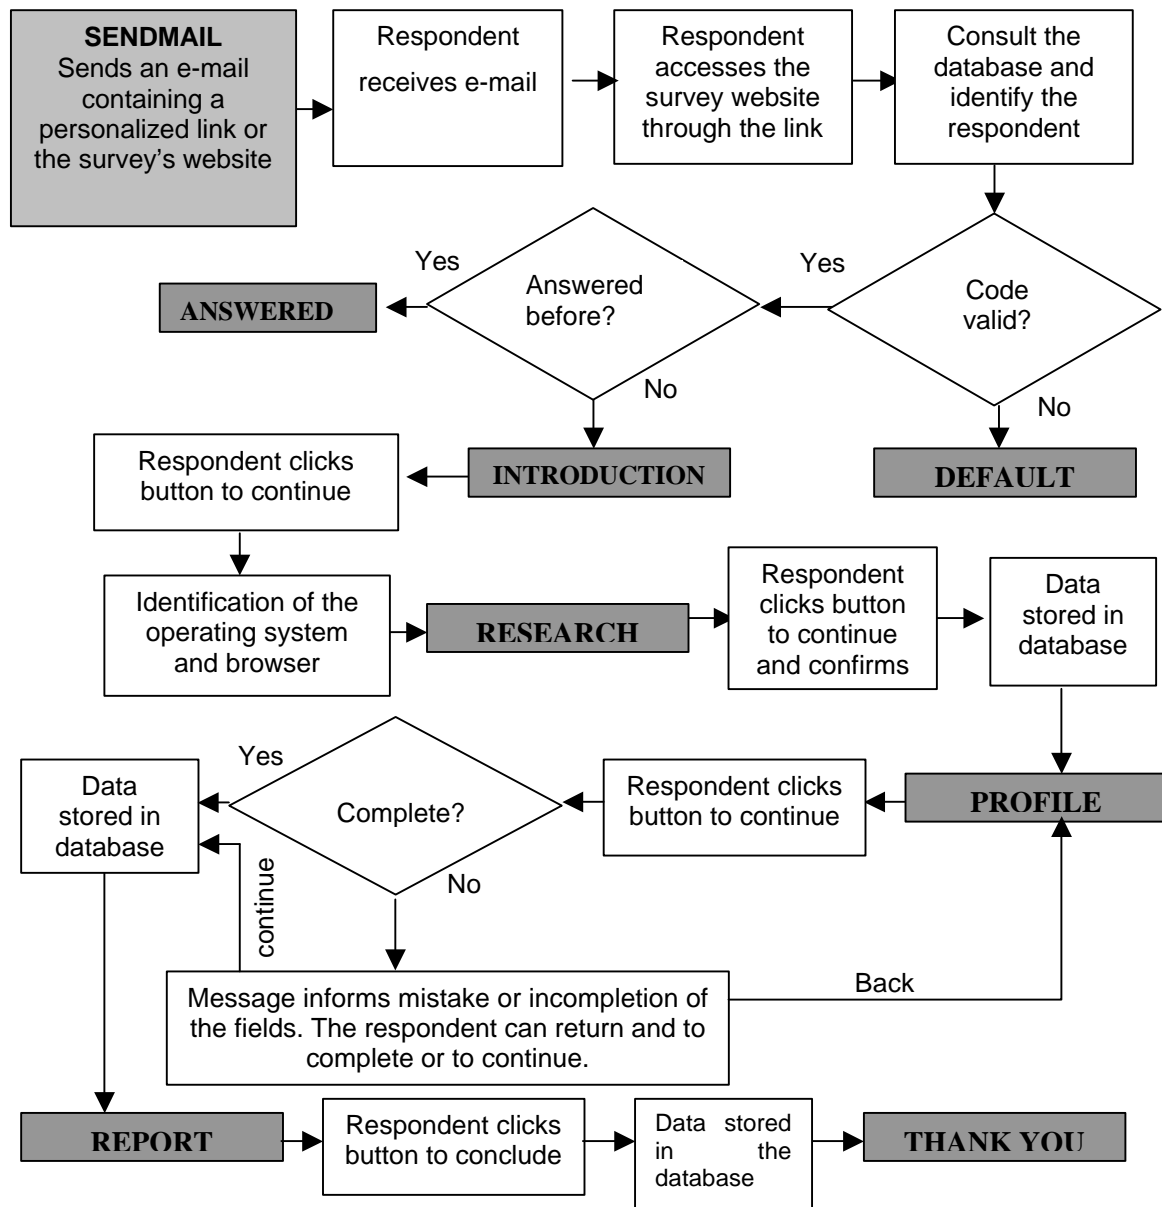 SENDMAIL
Sends an e-mail
containing a
personalized link or
the survey's website
Respondent
receives e-mail
Respondent
accesses the
survey website
through the link
Consult the
database and
identify the
respondent
Code
valid?
Yes
No
Answered
before?
Yes
No
ANSWERED
DEFAULT
INTRODUCTION
Respondent clicks
button to continue
Identification of the
operating system
and browser
RESEARCH
Respondent
clicks button
to continue
and confirms
Data
stored in
database
PROFILE
Respondent clicks
button to continue
Complete?
Yes
No
Data
stored in
database
continue
Message informs mistake or incompletion of
the fields. The respondent can return and to
complete or to continue.
Back
REPORT
Respondent clicks
button to conclude
Data stored
in the
database
THANK YOU